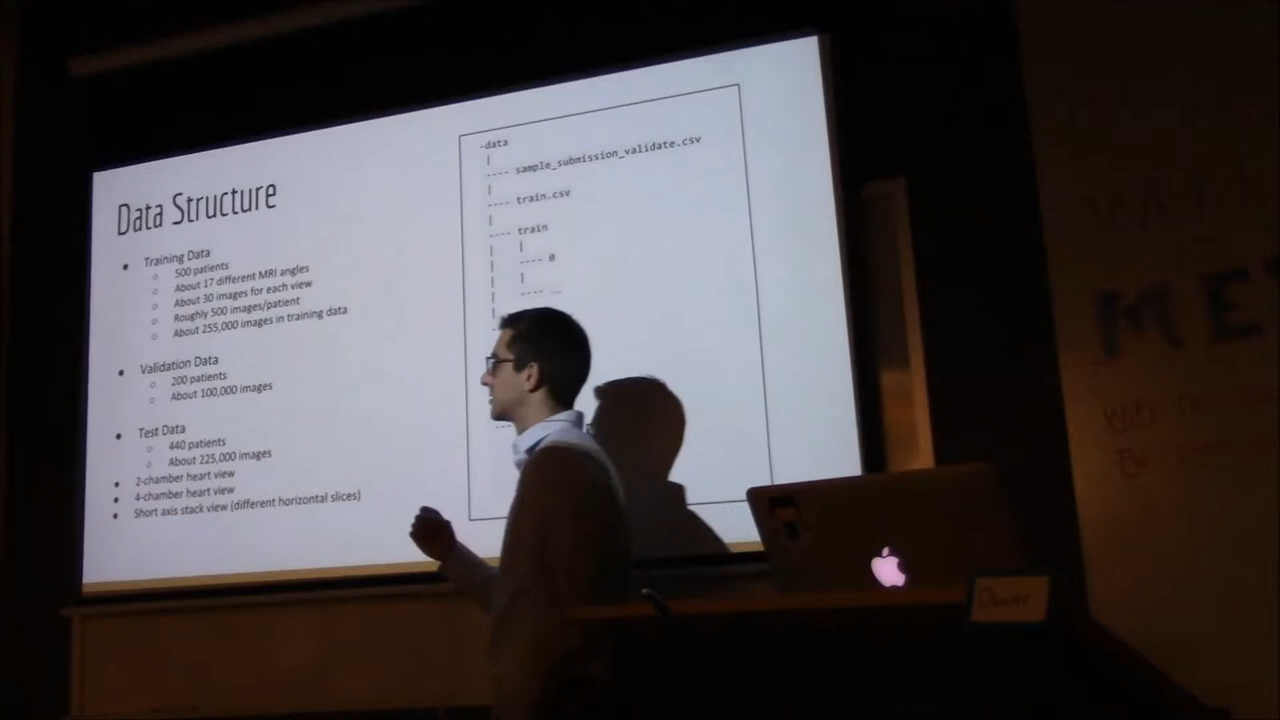 Data Structure
Training Data
500 patients
About 17 different MRI angles
About 30 images for each view
Roughly 500 images/patient
About 255,000 images in training data
Validation Data
200 patients
About 100,000 images
Test Data
440 patients
About 225,000 images
2-chamber heart view
4-chamber heart view
Short axis stack view (different horizontal slices)
-data
|
---- sample_submission_validate.csv
|
---- train.csv
|
---- train
| |
| ---- 0
| |
| ---- ...
ME